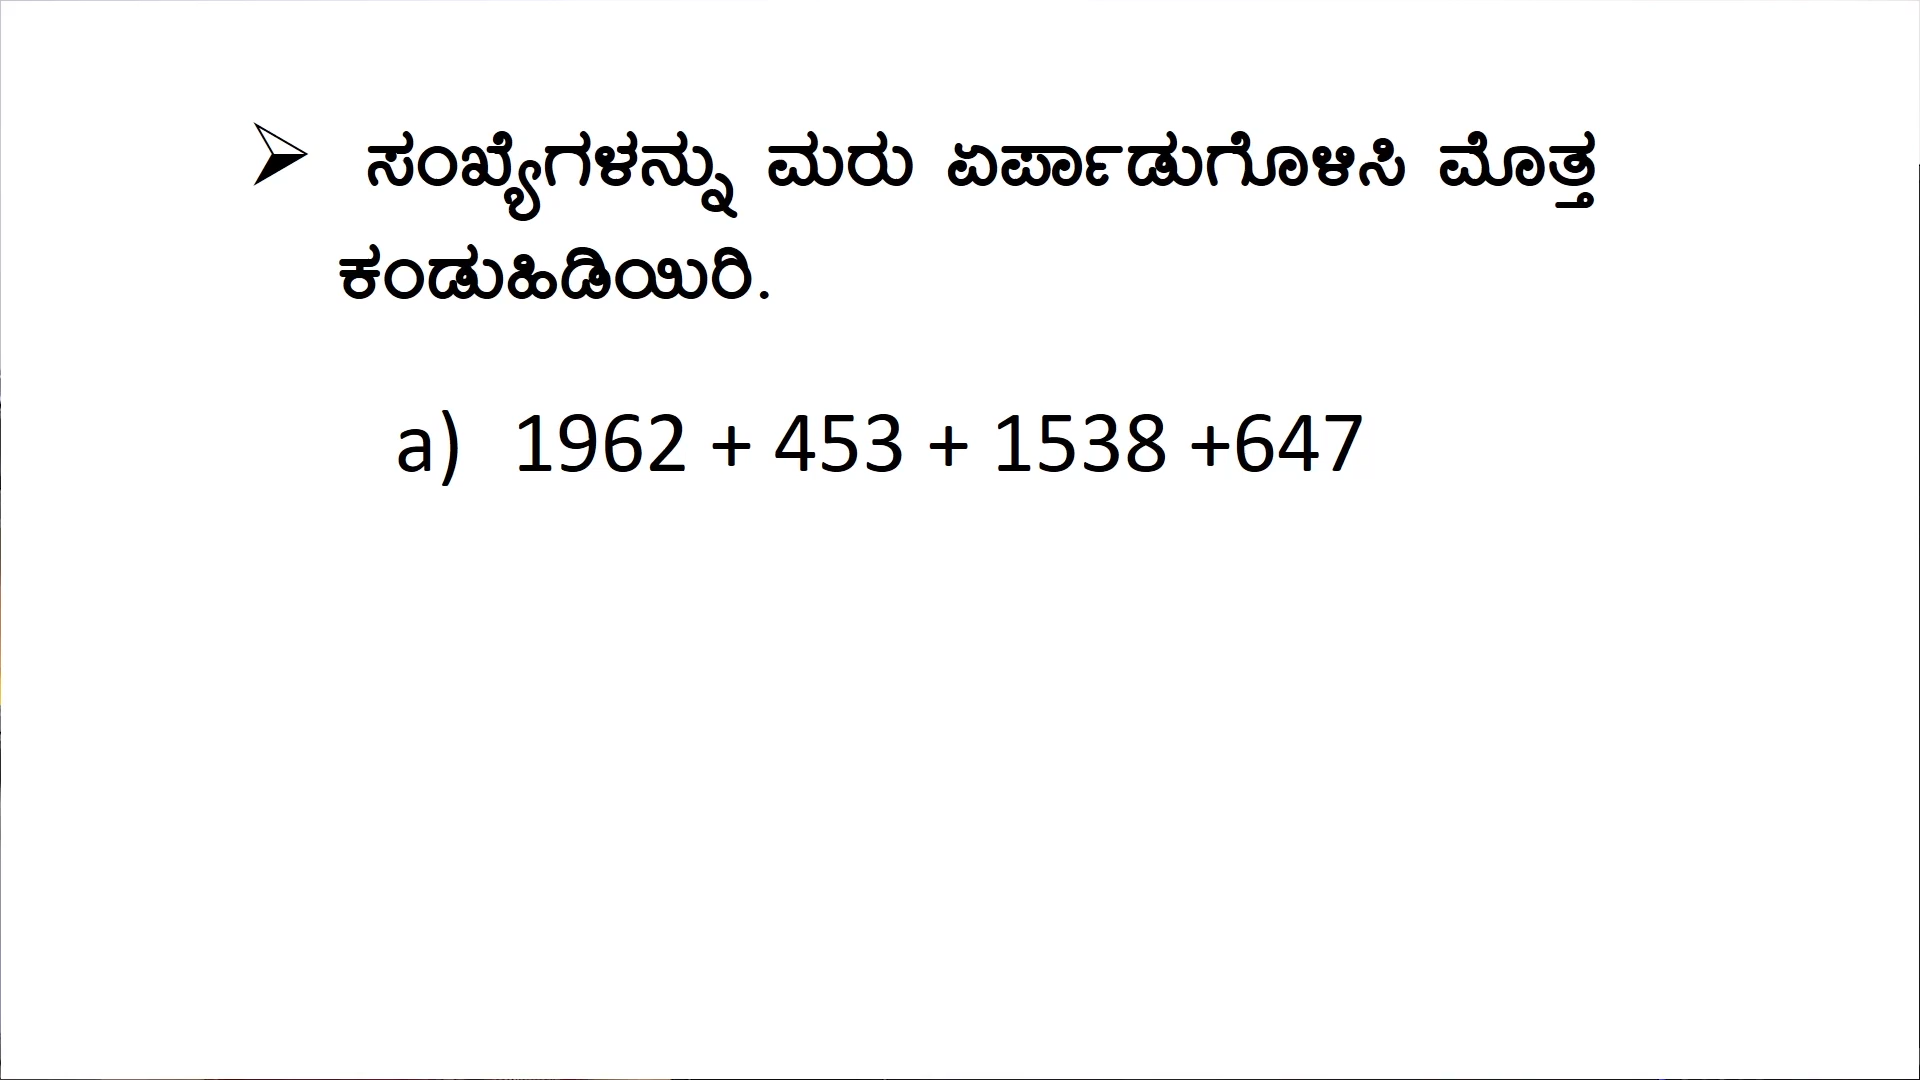 ➢ ಸಂಖ್ಯೆಗಳನ್ನು ಮರು ಏರ್ಪಾಡುಗೊಳಿಸಿ ಮೊತ್ತ
ಕಂಡುಹಿಡಿಯಿರಿ.
a) 1962 + 453 + 1538 +647